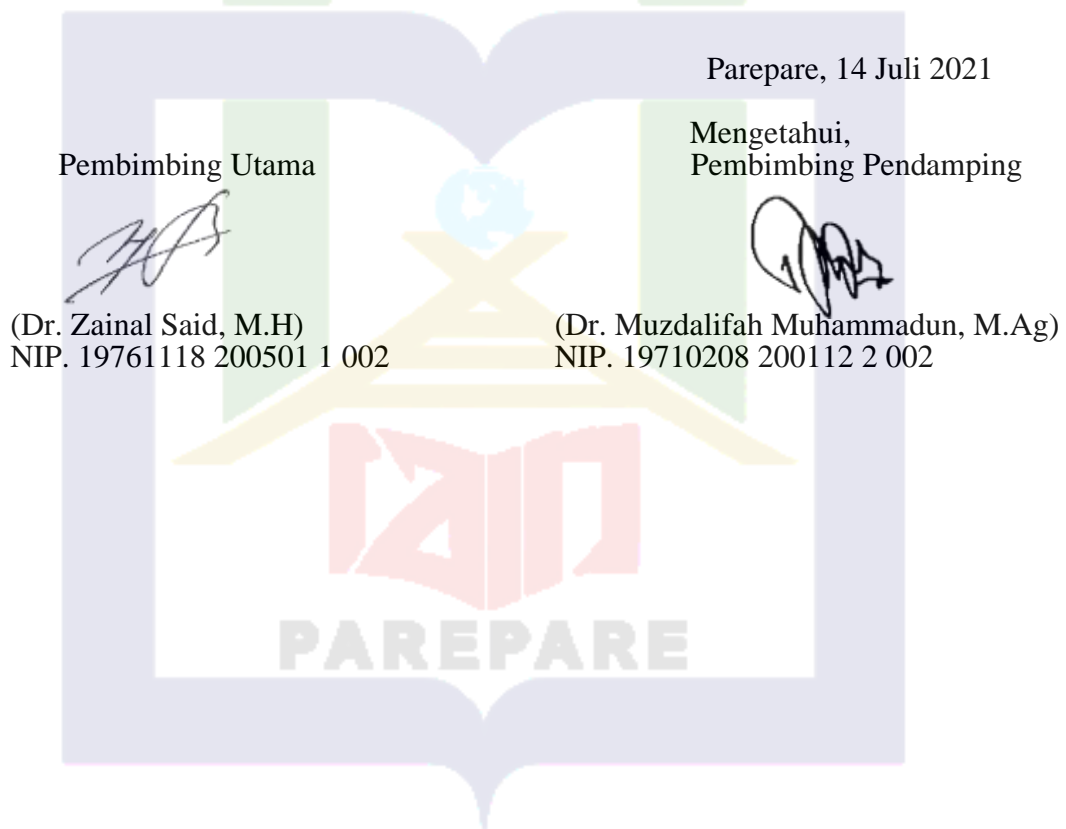 Parepare, 14 Juli 2021
Mengetahui,
Pembimbing Utama
Pembimbing Pendamping
(Dr. Zainal Said, M.H)
NIP. 19761118 200501 1 002
(Dr. Muzdalifah Muhammadun, M.Ag)
NIP. 19710208 200112 2 002
iain
PAREPARE